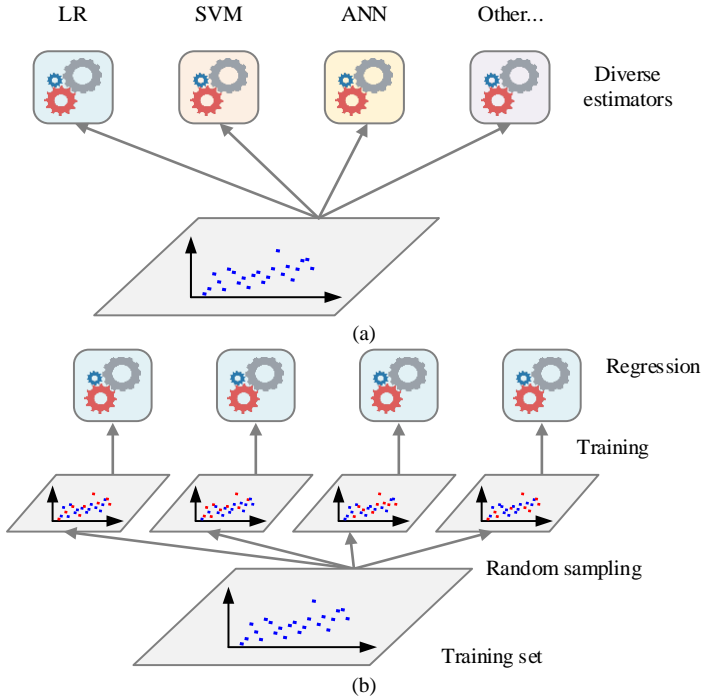 LR SVM ANN Other...
Diverse
estimators
(a)
Regression
Training
Random sampling
Training set
(b)